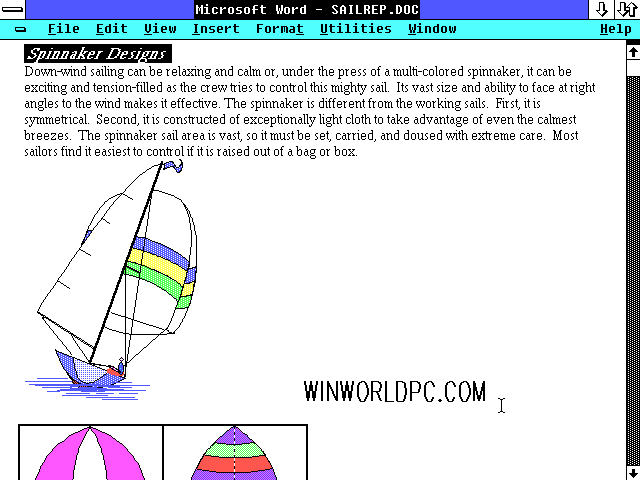 Microsoft Word - SAILREP.DOC
File Edit View Insert Format Utilities Window Help
Spinnaker Designs
Down-wind sailing can be relaxing and calm or, under the press of a multi-colored spinnaker, it can be
exciting and tension-filled as the crew tries to control this mighty sail.  Its vast size and ability to face at right
angles to the wind makes it effective. The spinnaker is different from the working sails.  First, it is
symmetrical.  Second, it is constructed of exceptionally light cloth to take advantage of even the calmest
breezes.  The spinnaker sail area is vast, so it must be set, carried, and doused with extreme care.  Most
sailors find it easiest to control if it is raised out of a bag or box.
WINWORLDPC.COM